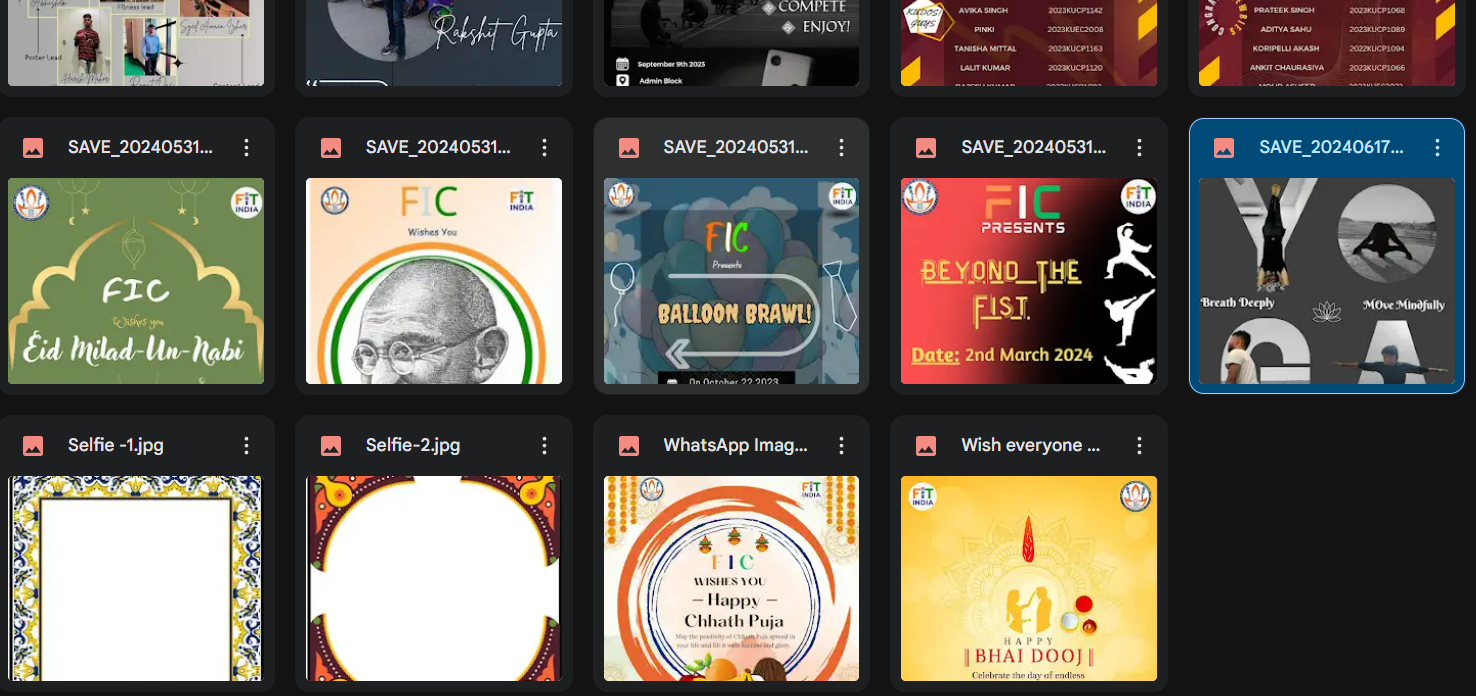 Fitness lead
Poster Lead
Rakshit Gupta
COMPETE
ENJOY!
September 9th 2023
Admin Block
KUDOS!
GUYS
AVIKA SINGH 2023KUCP1142
PINKI 2023KUEC2008
TANISHA MITTAL 2023KUCP1163
LALIT KUMAR 2023KUCP1120
PRATEEK SINGH 2023KUCP1068
ADITYA SAHU 2023KUCP1089
KORIPELLI AKASH 2022KUCP1094
ANKIT CHAURASIYA 2023KUCP1066
SAVE_20240531...
SAVE_20240531...
SAVE_20240531...
SAVE_20240531...
SAVE_20240617...
FiT
INDIA
FIC
Wishes you
Eid Milad-Un-Nabi
FIC
FiT
INDIA
Wishes You
FiT
INDIA
FIC
Presents
BALLOON BRAWL!
On October 22 2023
FIC
PRESENTS
FiT
INDIA
BEYOND THE
FIST
Date: 2nd March 2024
Y
Breath Deeply
MOve Mindfully
A
Selfie -1.jpg
Selfie-2.jpg
WhatsApp Imag...
Wish everyone ...
FiT
INDIA
FIC
WISHES YOU
– Happy –
Chhath Puja
May the positivity of Chhath Puja spread in
your life and fill it with success and glory.
FiT
INDIA
HAPPY
BHAI DOOJ
Celebrate the day of endless